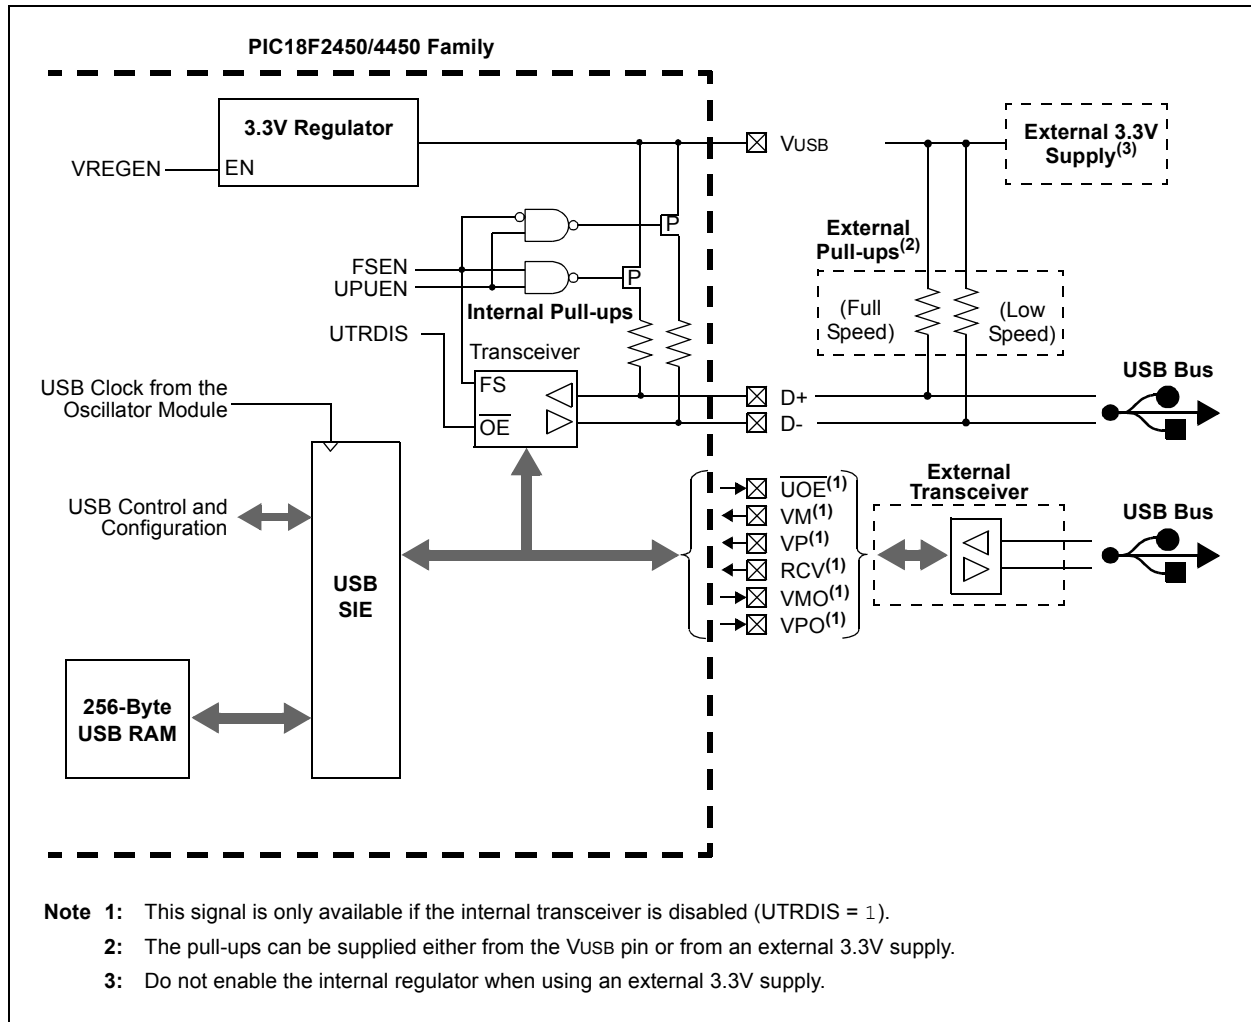 PIC18F2450/4450 Family
3.3V Regulator
EN
VREGEN
VUSB
External 3.3V
Supply(3)
P
External
Pull-ups(2)
FSEN
UPUEN
P
Internal Pull-ups
(Full
Speed)
(Low
Speed)
UTRDIS
Transceiver
FS
OE
USB Clock from the
Oscillator Module
D+
D-
USB Bus
USB Control and
Configuration
USB
SIE
UOE(1)
VM(1)
VP(1)
RCV(1)
VMO(1)
VPO(1)
External
Transceiver
USB Bus
256-Byte
USB RAM
Note 1: This signal is only available if the internal transceiver is disabled (UTRDIS = 1).
2: The pull-ups can be supplied either from the VUSB pin or from an external 3.3V supply.
3: Do not enable the internal regulator when using an external 3.3V supply.